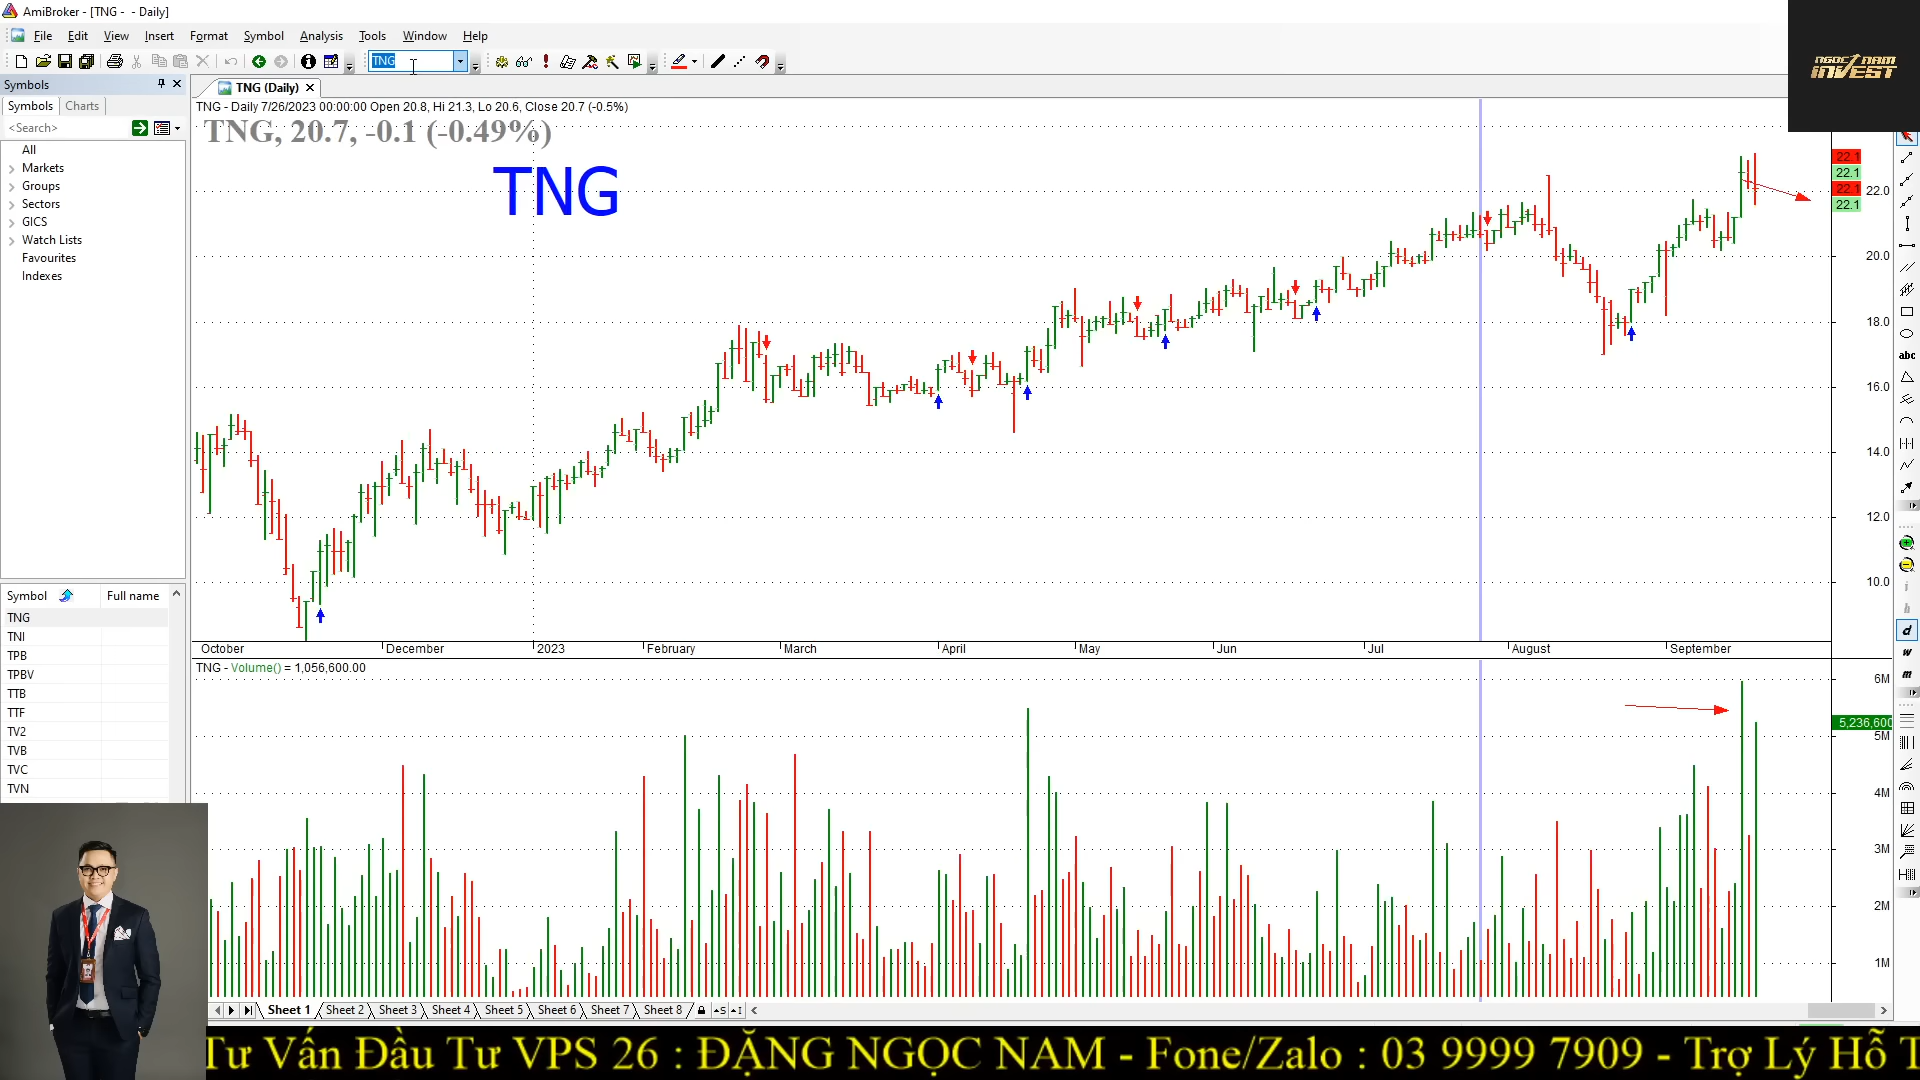 AmiBroker - [TNG - - Daily]
File Edit View Insert Format Symbol Analysis Tools Window Help
TNG
NGOC NAM
INVEST
Symbols
TNG (Daily)
Symbols Charts
TNG - Daily 7/26/2023 00:00:00 Open 20.8, Hi 21.3, Lo 20.6, Close 20.7 (-0.5%)
<Search>
TNG, 20.7, -0.1 (-0.49%)
TNG
All
Markets
Groups
Sectors
GICS
Watch Lists
Favourites
Indexes
22.1
22.1
22.1
22.1
22.0
20.0
18.0
16.0
14.0
12.0
10.0
abc
i
h
d
w
m
Symbol Full name
TNG
TNI
TPB
TPBV
TTB
TTF
TV2
TVB
TVC
TVN
October December 2023 February March April May Jun Jul August September
TNG - Volume() = 1,056,600.00
6M
5,236,600
5M
4M
3M
2M
1M
Sheet 1 Sheet 2 Sheet 3 Sheet 4 Sheet 5 Sheet 6 Sheet 7 Sheet 8
Tư Vấn Đầu Tư VPS 26 : ĐẶNG NGỌC NAM - Fone/Zalo : 03 9999 7909 - Trợ Lý Hỗ T